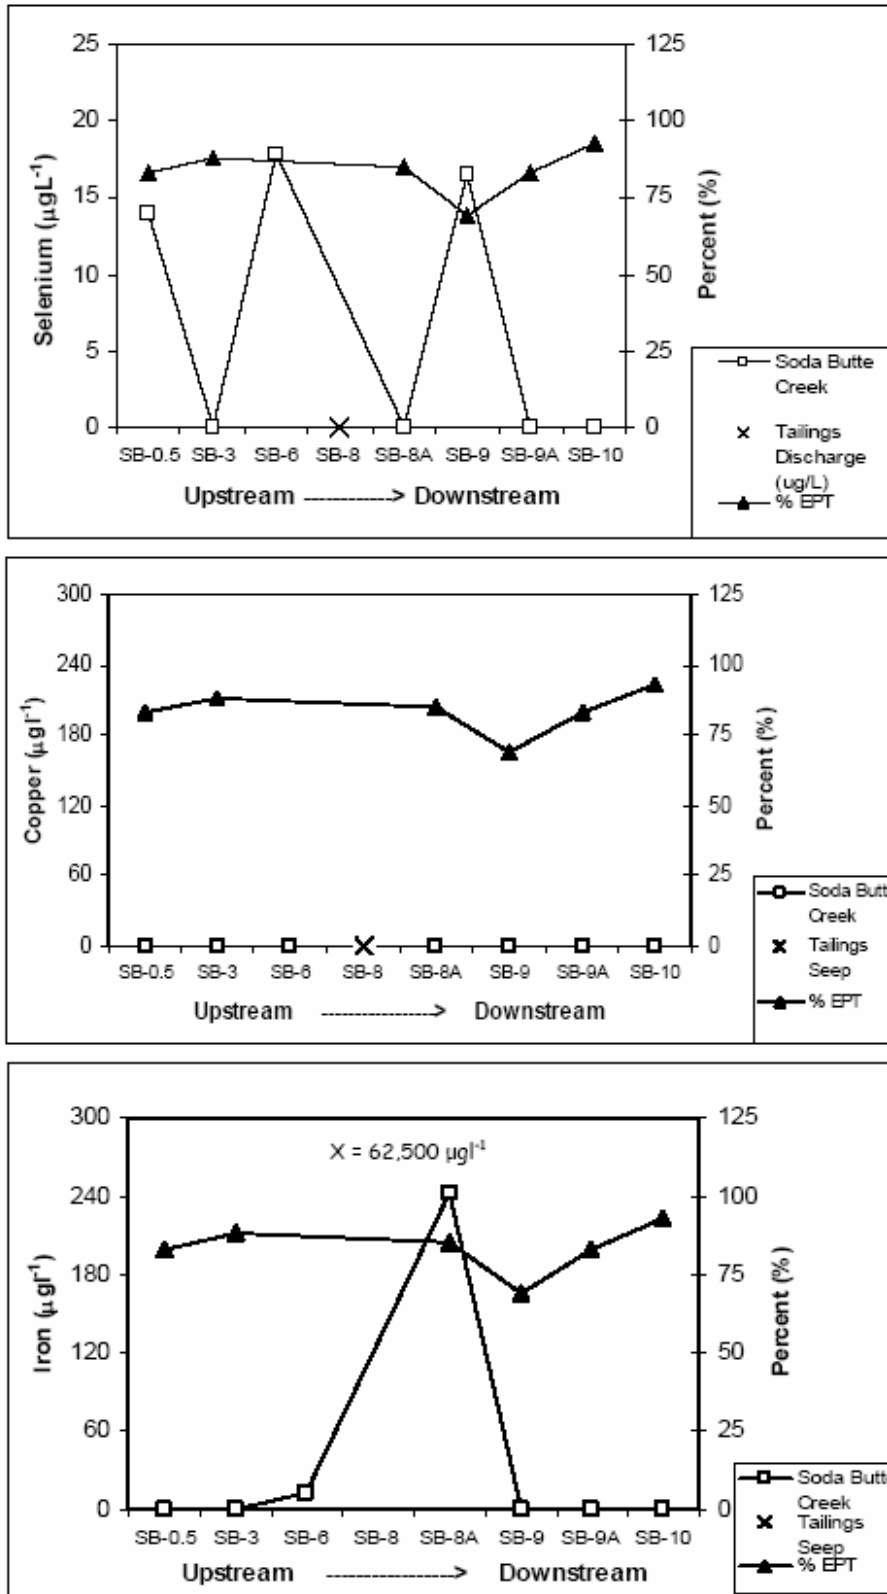 25
20
15
10
5
0
Selenium (µgL⁻¹)
125
100
75
50
25
0
Percent (%)
SB-0.5 SB-3 SB-6 SB-8 SB-8A SB-9 SB-9A SB-10
Upstream ------------> Downstream
Soda Butte
Creek
Tailings
Discharge
(ug/L)
% EPT
300
240
180
120
60
0
Copper (µgl⁻¹)
125
100
75
50
25
0
Percent (%)
SB-0.5 SB-3 SB-6 SB-8 SB-8A SB-9 SB-9A SB-10
Upstream --------------> Downstream
Soda Butt
Creek
Tailings
Seep
% EPT
300
240
180
120
60
0
Iron (µgl⁻¹)
X = 62,500 µgl⁻¹
125
100
75
50
25
0
Percent (%)
SB-0.5 SB-3 SB-6 SB-8 SB-8A SB-9 SB-9A SB-10
Upstream --------------> Downstream
Soda Butt
Creek
Tailings
Seep
% EPT